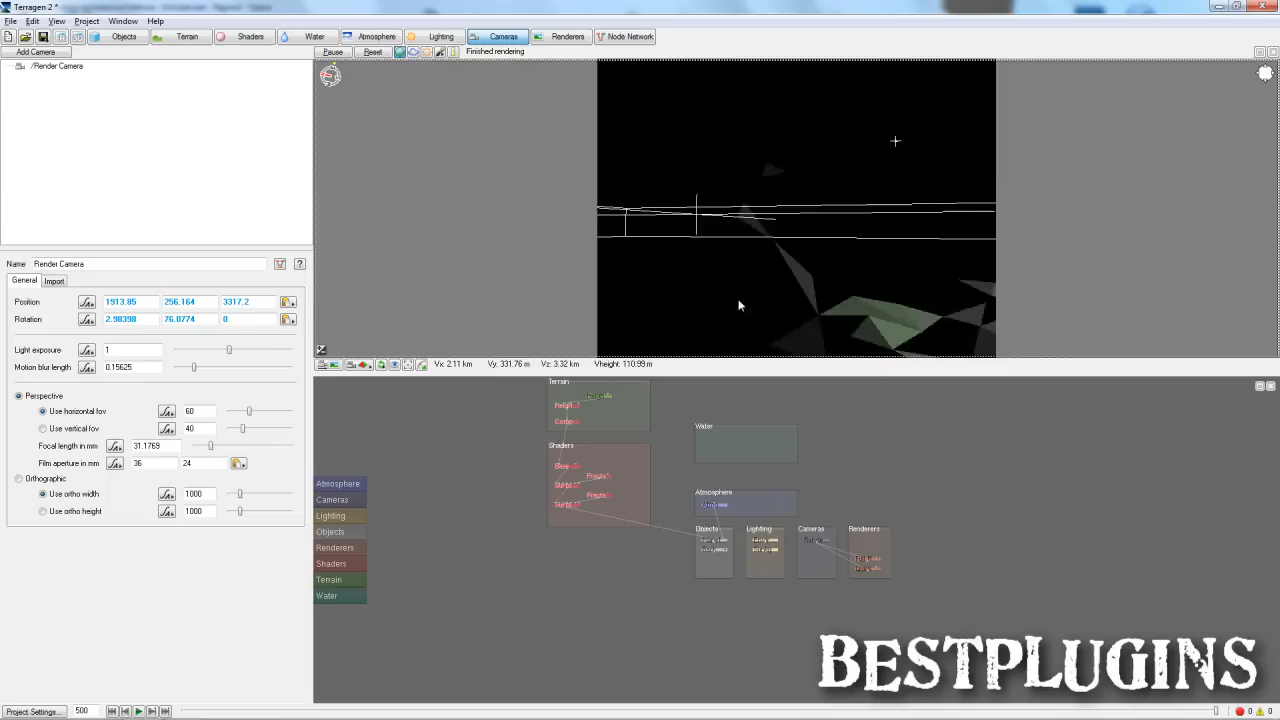 Terragen 2 *
File Edit View Project Window Help
Objects Terrain Shaders Water Atmosphere Lighting Cameras Renderers Node Network
Add Camera
Pause Reset Finished rendering
/Render Camera
Name Render Camera
General Import
Position 1913.85 256.164 3317.2
Rotation 2.98398 76.0774 0
Light exposure 1
Motion blur length 0.15625
Perspective
Use horizontal fov 60
Use vertical fov 40
Focal length in mm 31.1769
Film aperture in mm 36 24
Orthographic
Use ortho width 1000
Use ortho height 1000
Vx: 2.11 km Vy: 331.76 m Vz: 3.32 km Vheight: 110.99 m
Terrain
Shaders
Water
Atmosphere
Objects Lighting Cameras Renderers
Atmosphere
Cameras
Lighting
Objects
Renderers
Shaders
Terrain
Water
BESTPLUGINS
Project Settings... 500 0 0